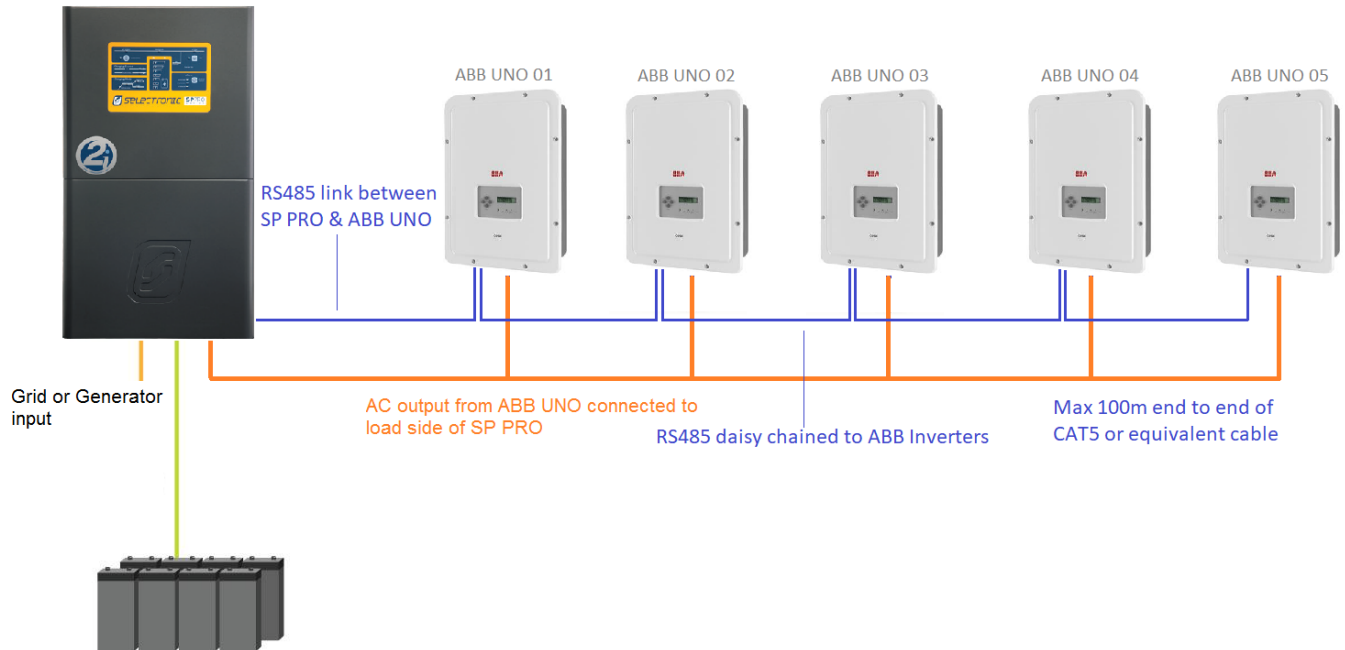 ABB UNO 01
ABB UNO 02
ABB UNO 03
ABB UNO 04
ABB UNO 05
selectronic
2i
RS485 link between
SP PRO & ABB UNO
Grid or Generator
input
AC output from ABB UNO connected to
load side of SP PRO
RS485 daisy chained to ABB Inverters
Max 100m end to end of
CAT5 or equivalent cable